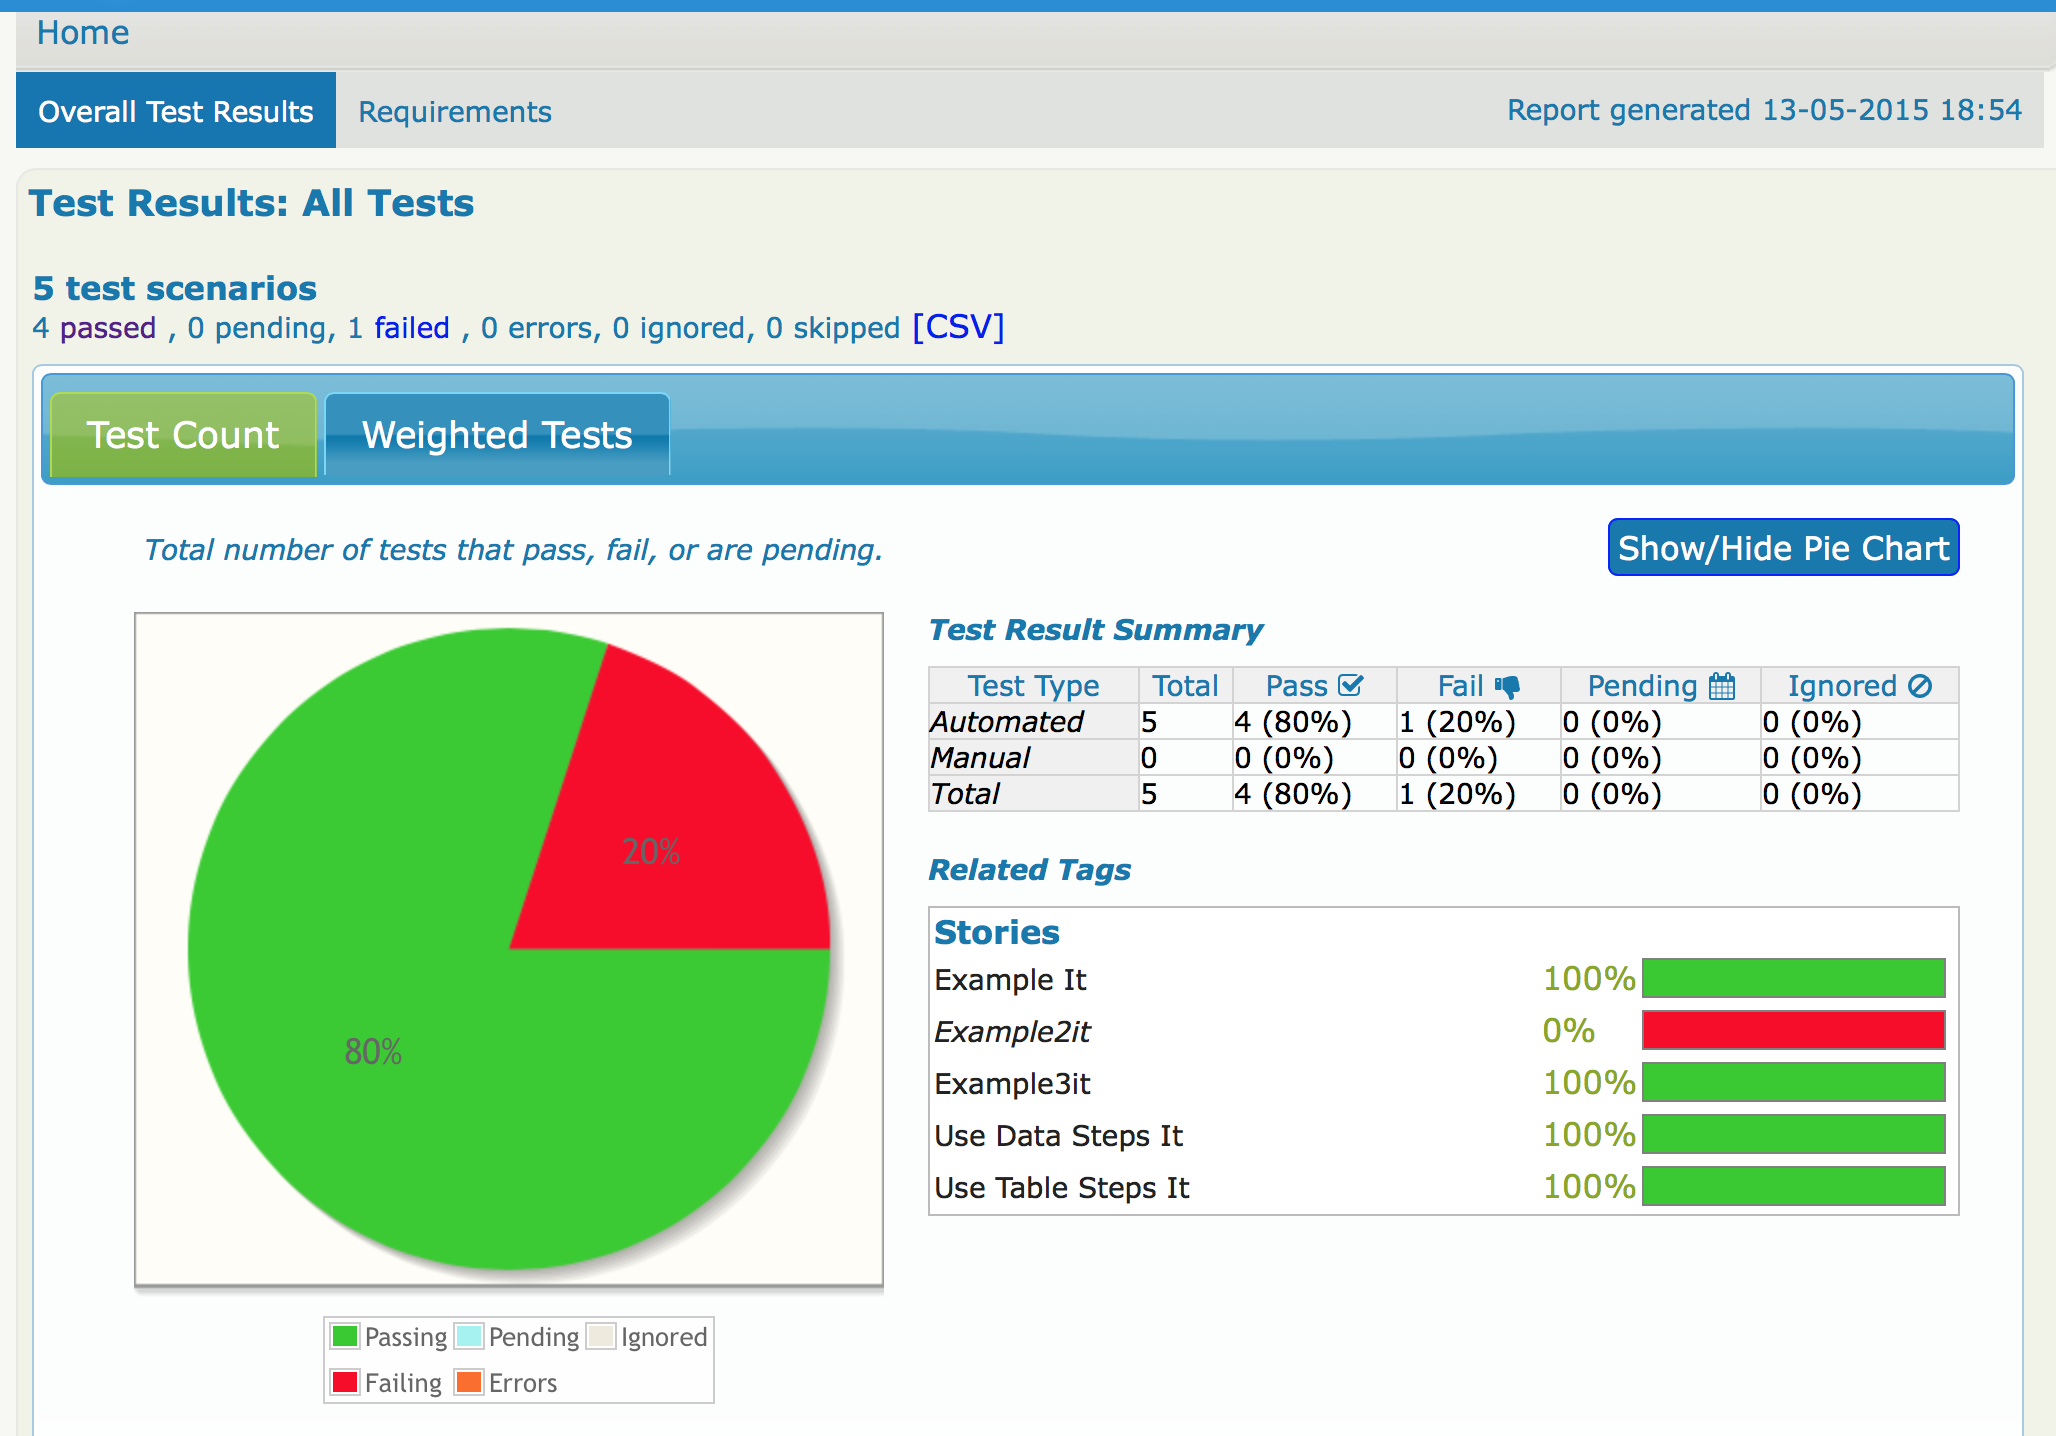 Home
Overall Test Results Requirements Report generated 13-05-2015 18:54
Test Results: All Tests
5 test scenarios
4 passed , 0 pending, 1 failed , 0 errors, 0 ignored, 0 skipped [CSV]
Test Count Weighted Tests
Total number of tests that pass, fail, or are pending.
Show/Hide Pie Chart
20%
80%
Passing Pending Ignored
Failing Errors
Test Result Summary
Test Type Total Pass Fail Pending Ignored
Automated 5 4 (80%) 1 (20%) 0 (0%) 0 (0%)
Manual 0 0 (0%) 0 (0%) 0 (0%) 0 (0%)
Total 5 4 (80%) 1 (20%) 0 (0%) 0 (0%)
Related Tags
Stories
Example It 100%
Example2it 0%
Example3it 100%
Use Data Steps It 100%
Use Table Steps It 100%